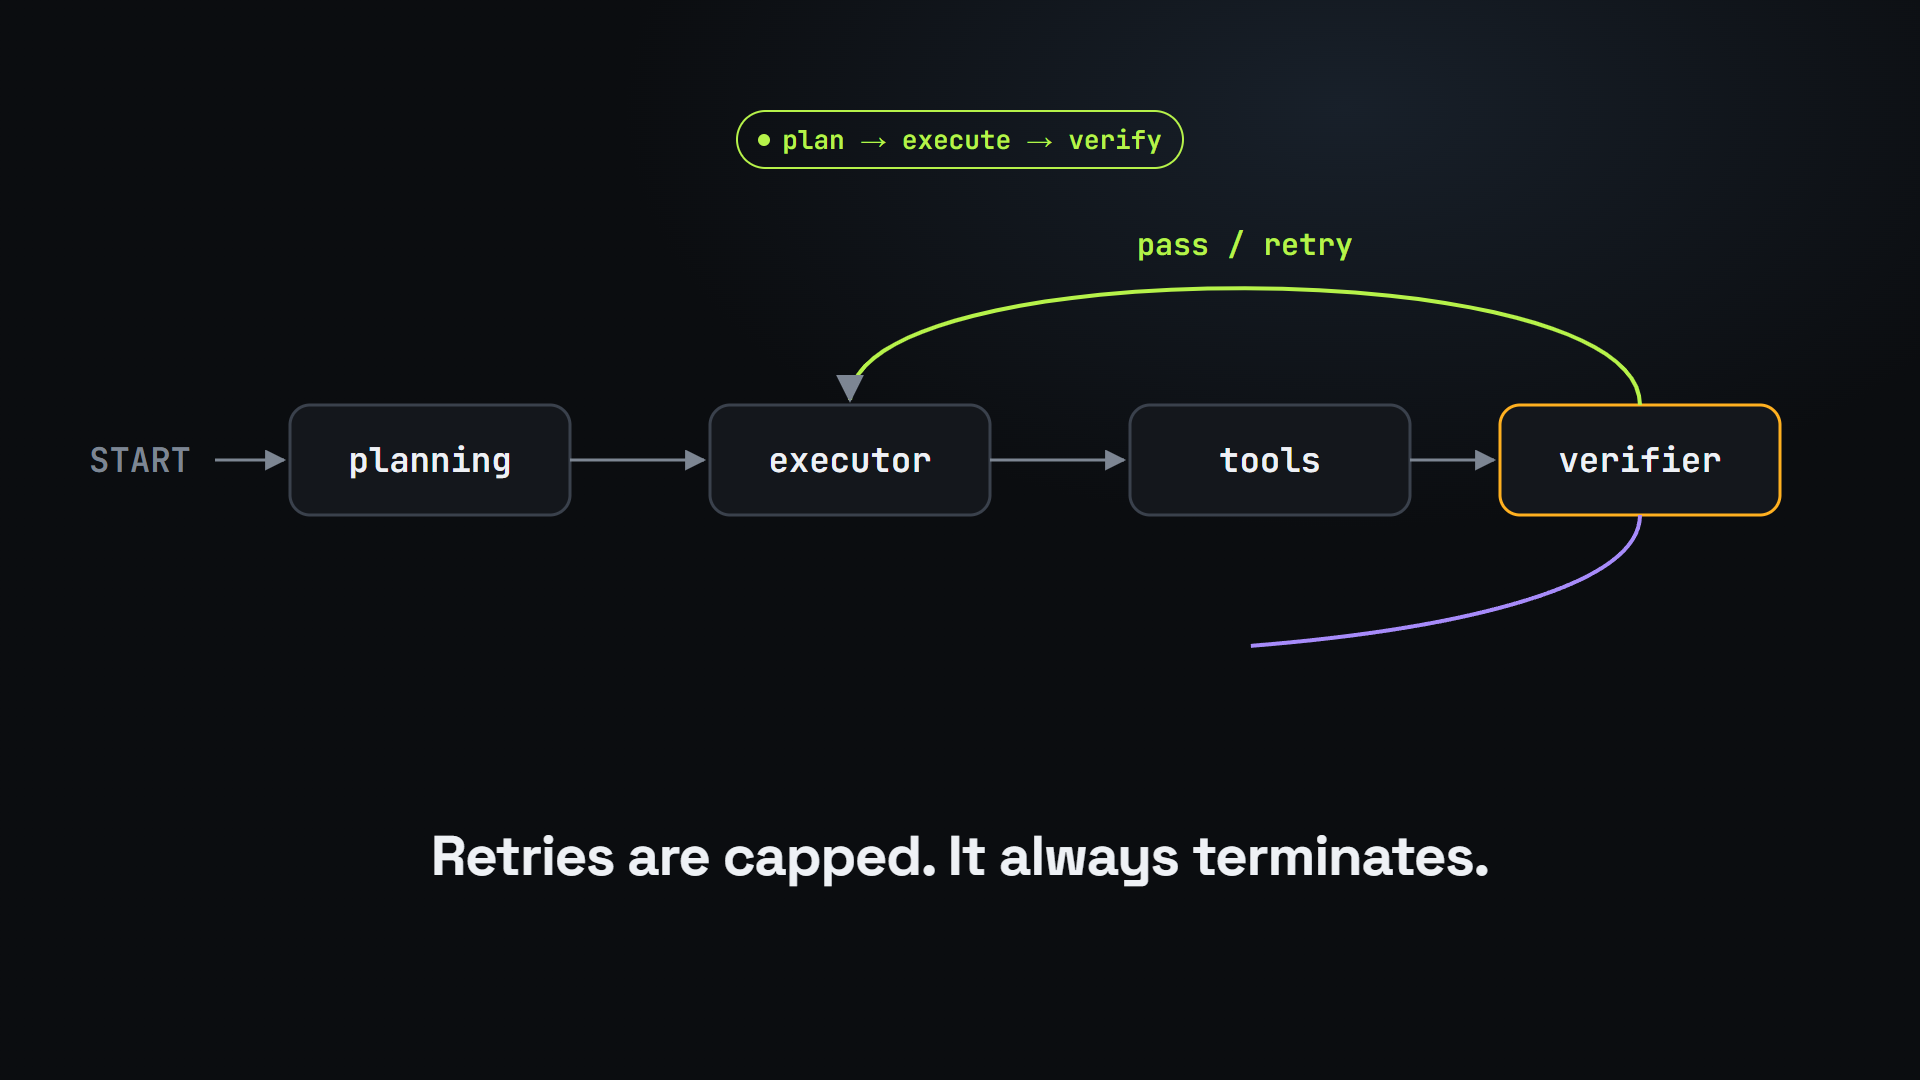 plan → execute → verify
pass / retry
START
planning
executor
tools
verifier
Retries are capped. It always terminates.